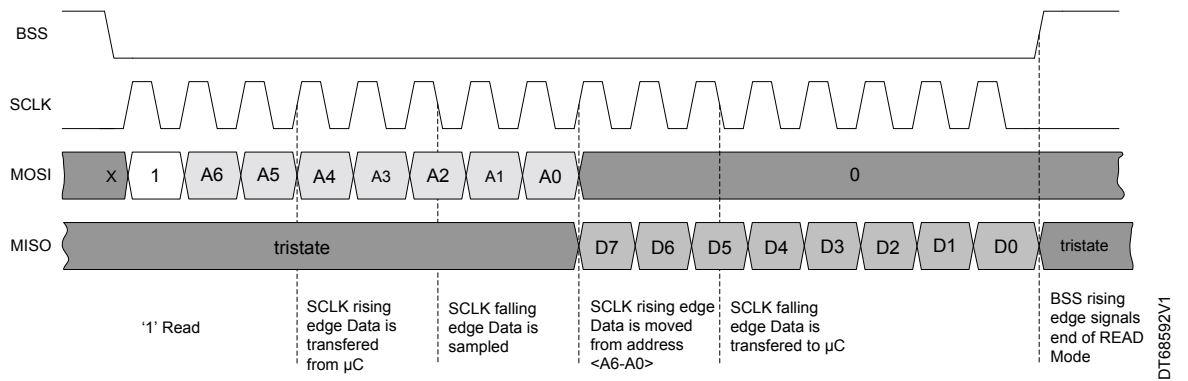 BSS
SCLK
MOSI
X 1 A6 A5 A4 A3 A2 A1 A0 0
MISO
tristate D7 D6 D5 D4 D3 D2 D1 D0 tristate
‘1’ Read
SCLK rising
edge Data is
transfered
from µC
SCLK falling
edge Data is
sampled
SCLK rising edge
Data is moved
from address
<A6-A0>
SCLK falling
edge Data is
transfered to µC
BSS rising
edge signals
end of READ
Mode
DT68592V1